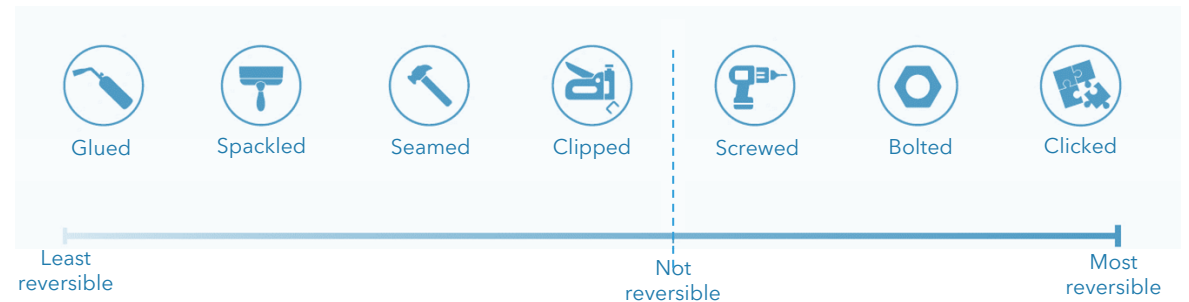 Glued
Spackled
Seamed
Clipped
Screwed
Bolted
Clicked
Least
reversible
Not
reversible
Most
reversible